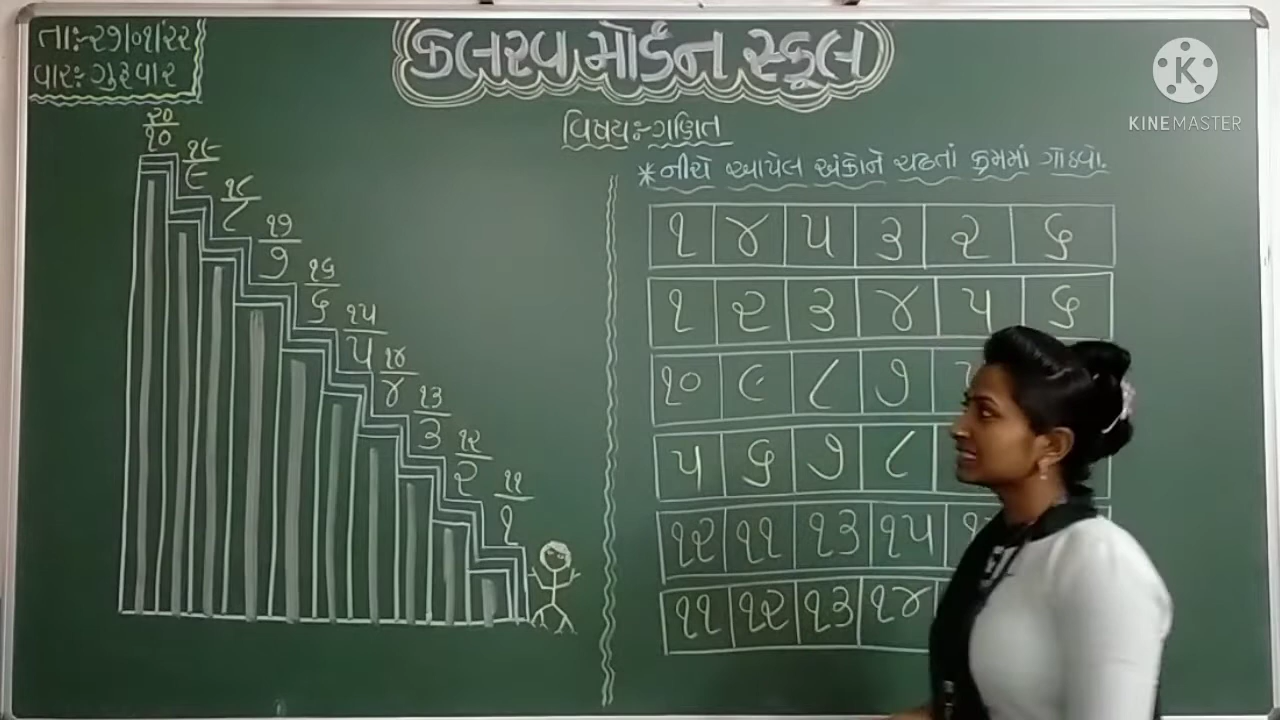 તા:-૨૭/૦૧/૨૨
વાર:- ગુરૂવાર
કલરવ મોર્ડન સ્કૂલ
K
KINEMASTER
વિષય:- ગણિત
*નીચે આપેલ અંકોને ચઢતાં ક્રમમાં ગોઠવો.
૨૦
૧૦
૧૯
૯
૧૮
૮
૧૭
૭
૧૬
૬
૧૫
૫
૧૪
૪
૧૩
૩
૧૨
૨
૧૧
૧
૧ ૪ ૫ ૩ ૨ ૬
૧ ૨ ૩ ૪ ૫ ૬
૧૦ ૯ ૮ ૭
૫ ૬ ૭ ૮
૧૨ ૧૧ ૧૩ ૧૫
૧૧ ૧૨ ૧૩ ૧૪